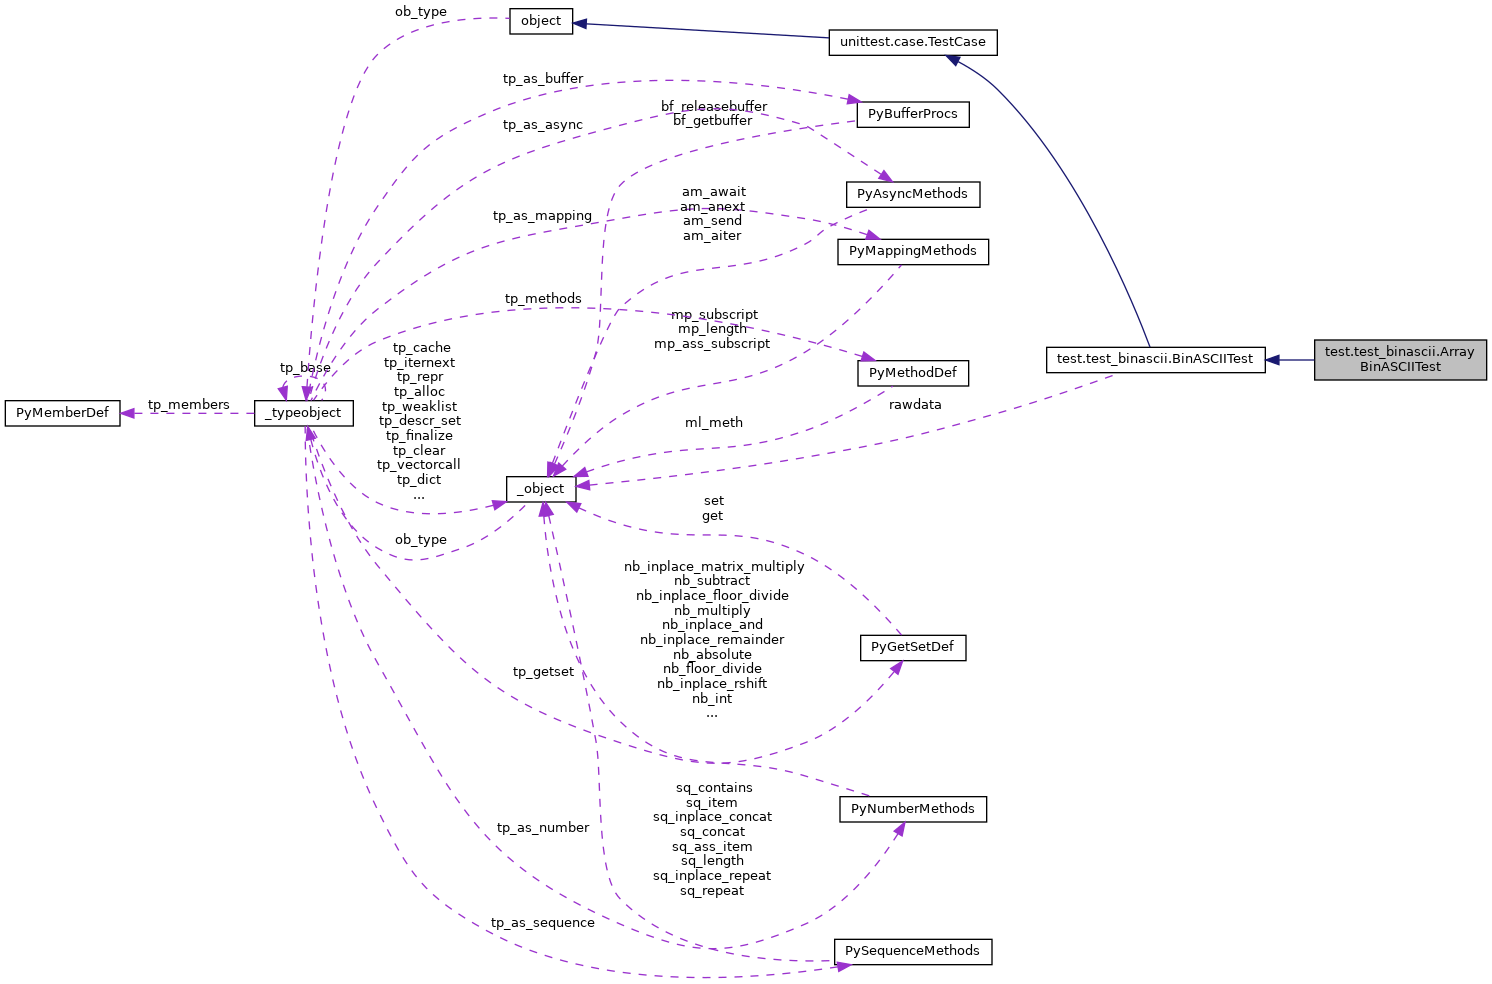 ob_type
object
unittest.case.TestCase
tp_as_buffer
bf_releasebuffer
bf_getbuffer
PyBufferProcs
tp_as_async
am_await
am_anext
am_send
am_aiter
PyAsyncMethods
tp_as_mapping
PyMappingMethods
tp_methods
mp_subscript
mp_length
mp_ass_subscript
tp_base
tp_cache
tp_iternext
tp_repr
tp_alloc
tp_weaklist
tp_descr_set
tp_finalize
tp_clear
tp_vectorcall
tp_dict
...
PyMethodDef
test.test_binascii.BinASCIITest
test.test_binascii.Array
BinASCIITest
PyMemberDef
tp_members
_typeobject
rawdata
ml_meth
_object
set
get
ob_type
nb_inplace_matrix_multiply
nb_subtract
nb_inplace_floor_divide
nb_multiply
nb_inplace_and
nb_inplace_remainder
nb_absolute
nb_floor_divide
nb_inplace_rshift
nb_int
...
PyGetSetDef
tp_getset
sq_contains
sq_item
sq_inplace_concat
sq_concat
sq_ass_item
sq_length
sq_inplace_repeat
sq_repeat
PyNumberMethods
tp_as_number
tp_as_sequence
PySequenceMethods